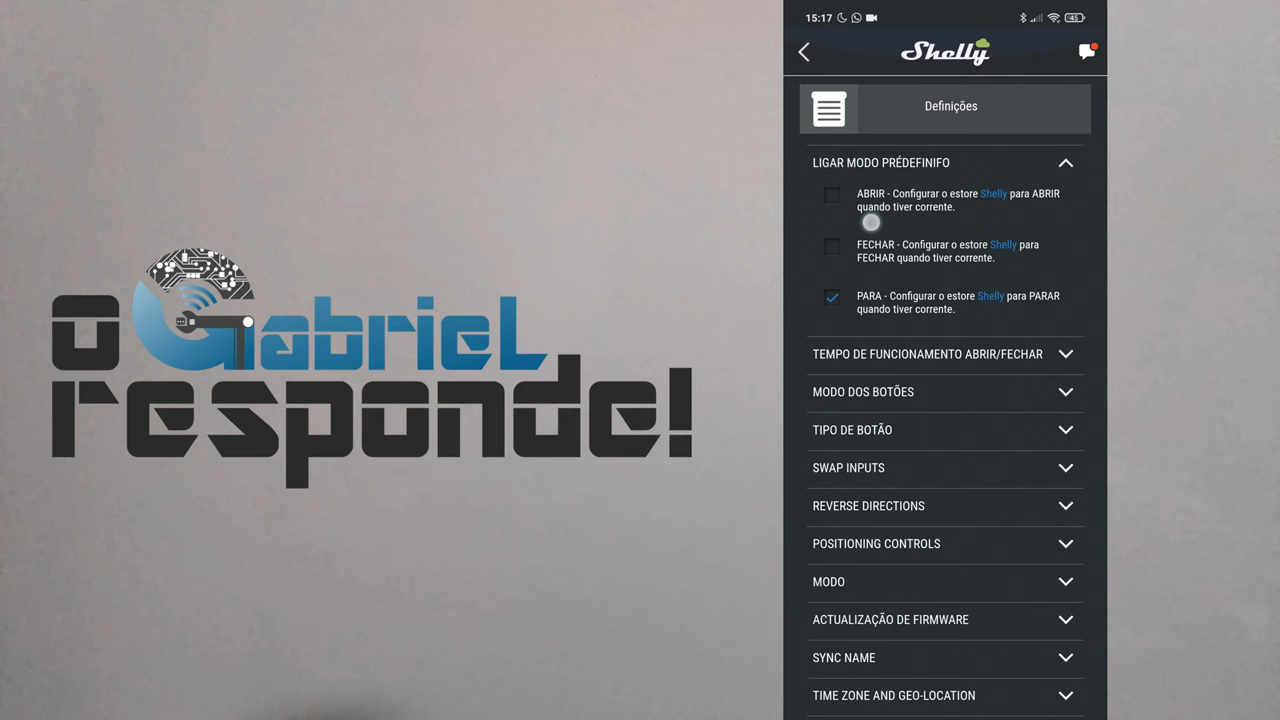 O Gabriel
responde!
15:17
45
Shelly
Definições
LIGAR MODO PRÉDEFINIFO
ABRIR - Configurar o estore Shelly para ABRIR
quando tiver corrente.
FECHAR - Configurar o estore Shelly para
FECHAR quando tiver corrente.
PARA - Configurar o estore Shelly para PARAR
quando tiver corrente.
TEMPO DE FUNCIONAMENTO ABRIR/FECHAR
MODO DOS BOTÕES
TIPO DE BOTÃO
SWAP INPUTS
REVERSE DIRECTIONS
POSITIONING CONTROLS
MODO
ACTUALIZAÇÃO DE FIRMWARE
SYNC NAME
TIME ZONE AND GEO-LOCATION